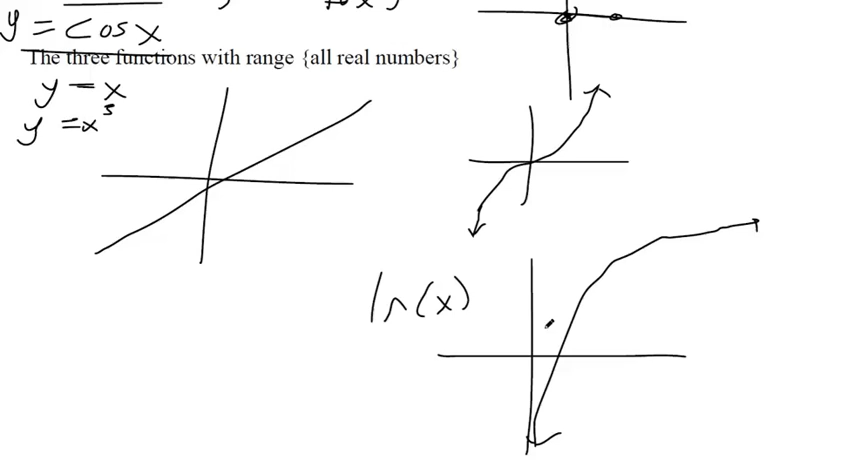 y = cos x
The three functions with range {all real numbers}
y = x
y = x³
ln(x)